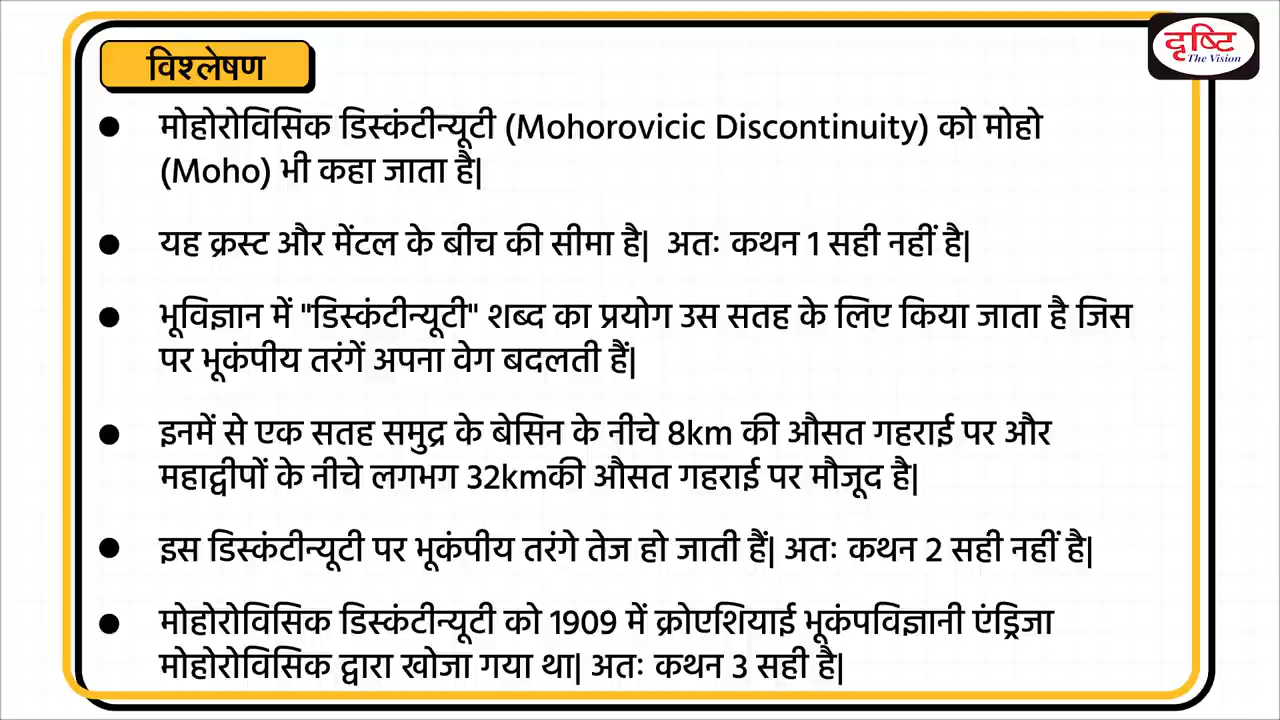 विश्लेषण
दृष्टि
The Vision
● मोहोरोविसिक डिस्कंटीन्यूटी (Mohorovicic Discontinuity) को मोहो
(Moho) भी कहा जाता है|
● यह क्रस्ट और मेंटल के बीच की सीमा है| अतः कथन 1 सही नहीं है|
● भूविज्ञान में "डिस्कंटीन्यूटी" शब्द का प्रयोग उस सतह के लिए किया जाता है जिस
पर भूकंपीय तरंगें अपना वेग बदलती हैं|
● इनमें से एक सतह समुद्र के बेसिन के नीचे 8km की औसत गहराई पर और
महाद्वीपों के नीचे लगभग 32kmकी औसत गहराई पर मौजूद है|
● इस डिस्कंटीन्यूटी पर भूकंपीय तरंगे तेज हो जाती हैं| अतः कथन 2 सही नहीं है|
● मोहोरोविसिक डिस्कंटीन्यूटी को 1909 में क्रोएशियाई भूकंपविज्ञानी एंड्रिजा
मोहोरोविसिक द्वारा खोजा गया था| अतः कथन 3 सही है|